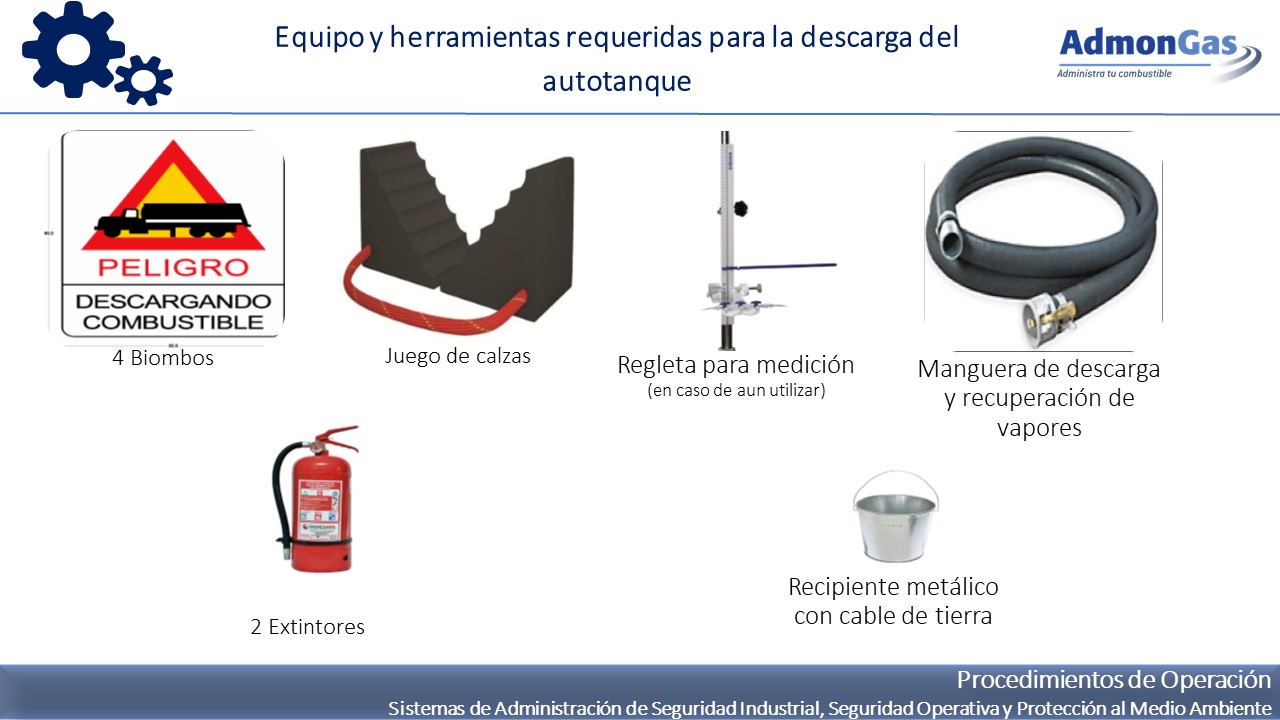 Equipo y herramientas requeridas para la descarga del
autotanque
AdmonGas
Administra tu combustible
PELIGRO
DESCARGANDO
COMBUSTIBLE
4 Biombos
Juego de calzas
Regleta para medición
(en caso de aun utilizar)
Manguera de descarga
y recuperación de
vapores
2 Extintores
Recipiente metálico
con cable de tierra
Procedimientos de Operación
Sistemas de Administración de Seguridad Industrial, Seguridad Operativa y Protección al Medio Ambiente